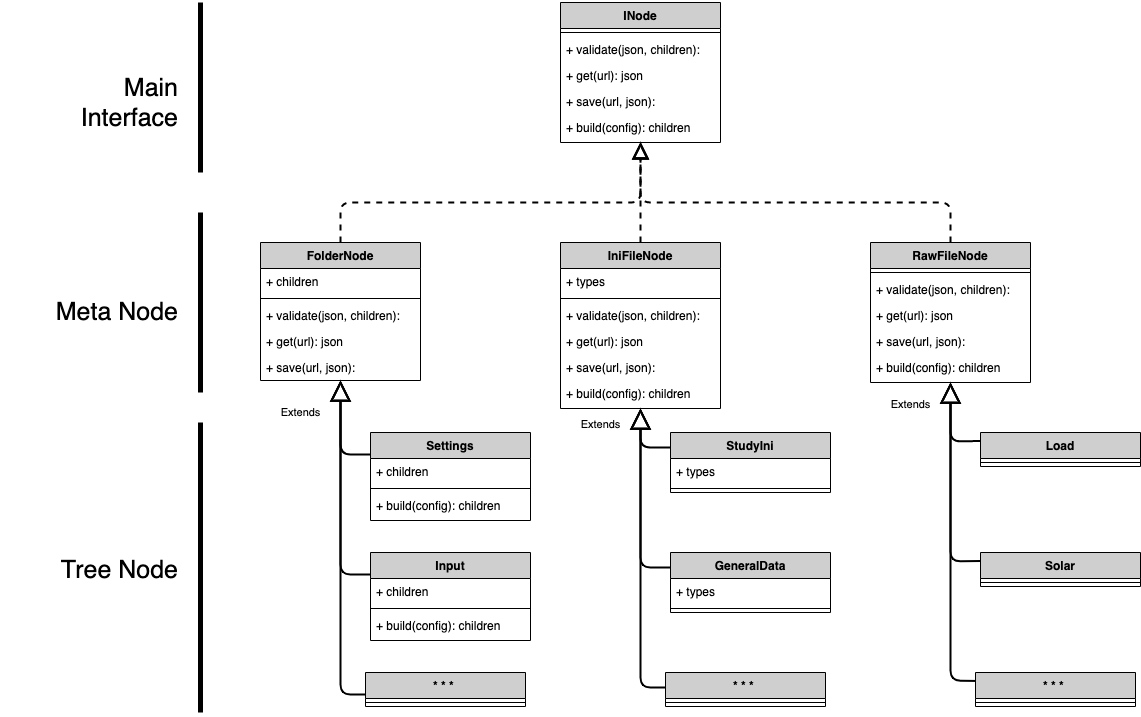 Main
Interface
INode
+ validate(json, children):
+ get(url): json
+ save(url, json):
+ build(config): children
Meta Node
FolderNode
+ children
+ validate(json, children):
+ get(url): json
+ save(url, json):
Extends
IniFileNode
+ types
+ validate(json, children):
+ get(url): json
+ save(url, json):
+ build(config): children
Extends
RawFileNode
+ validate(json, children):
+ get(url): json
+ save(url, json):
+ build(config): children
Extends
Tree Node
Settings
+ children
+ build(config): children
Input
+ children
+ build(config): children
* * *
StudyIni
+ types
GeneralData
+ types
* * *
Load
Solar
* * *